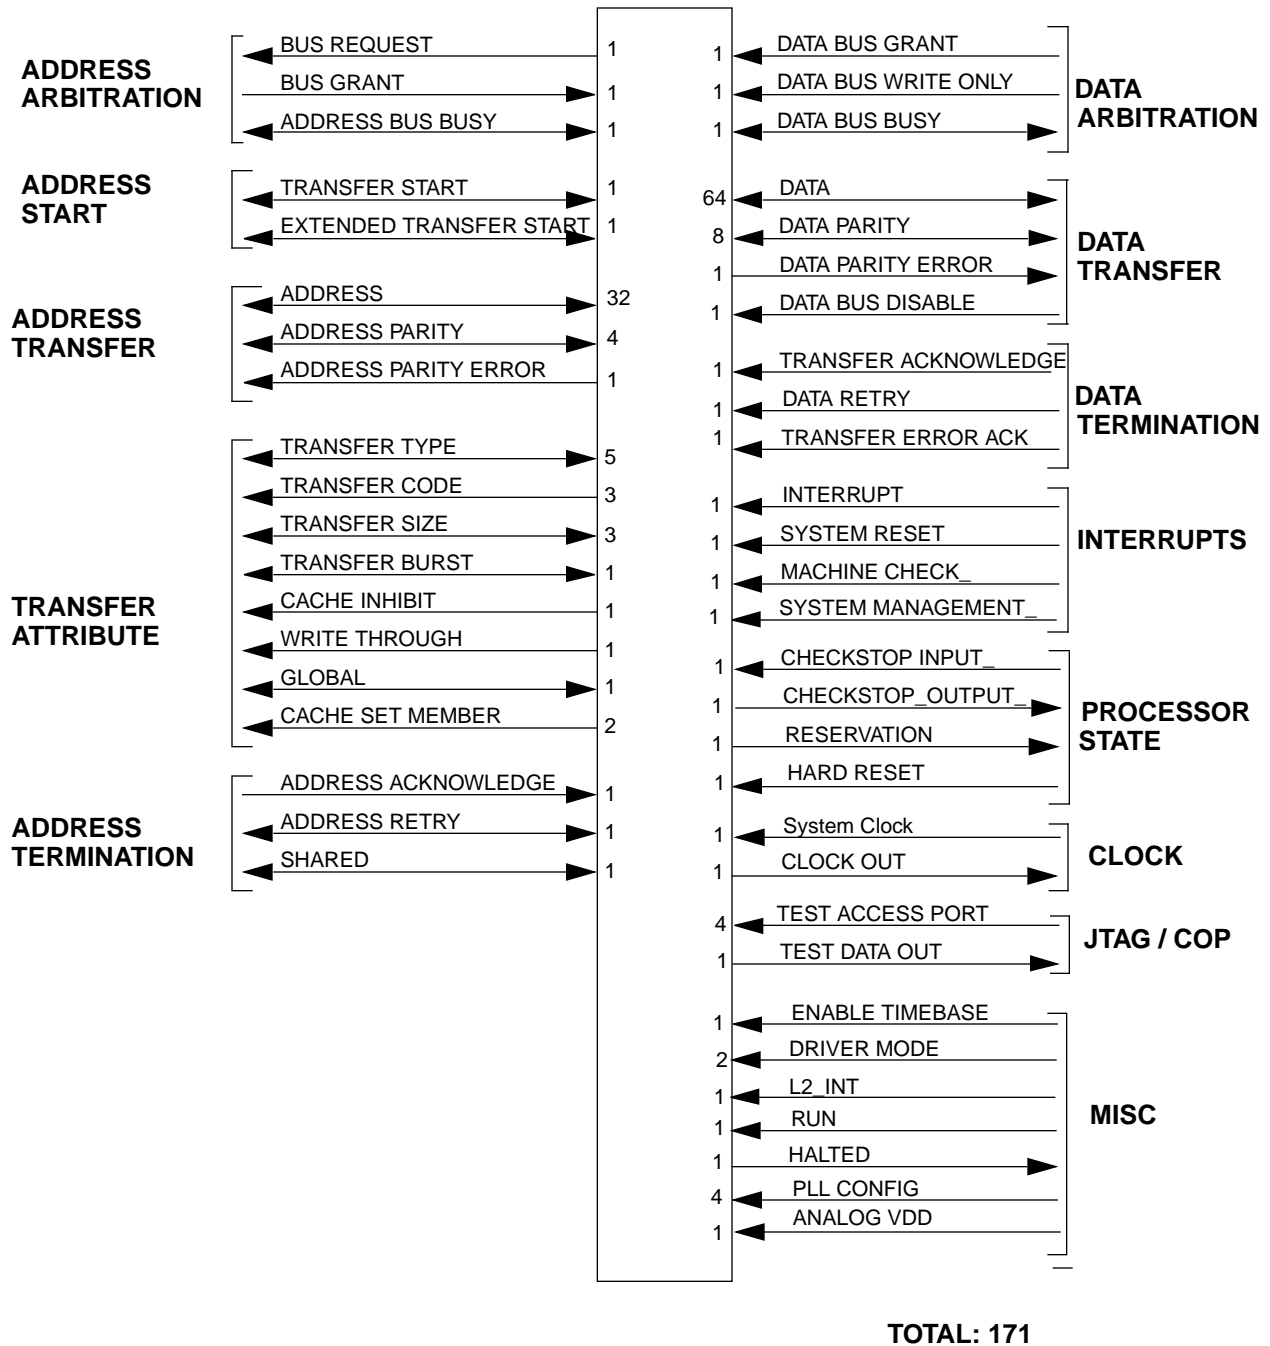 ADDRESS
ARBITRATION
BUS REQUEST 1
BUS GRANT 1
ADDRESS BUS BUSY 1
ADDRESS
START
TRANSFER START 1
EXTENDED TRANSFER START 1
ADDRESS
TRANSFER
ADDRESS 32
ADDRESS PARITY 4
ADDRESS PARITY ERROR 1
TRANSFER
ATTRIBUTE
TRANSFER TYPE 5
TRANSFER CODE 3
TRANSFER SIZE 3
TRANSFER BURST 1
CACHE INHIBIT 1
WRITE THROUGH 1
GLOBAL 1
CACHE SET MEMBER 2
ADDRESS
TERMINATION
ADDRESS ACKNOWLEDGE 1
ADDRESS RETRY 1
SHARED 1
1 DATA BUS GRANT
1 DATA BUS WRITE ONLY
1 DATA BUS BUSY
DATA
ARBITRATION
64 DATA
8 DATA PARITY
1 DATA PARITY ERROR
1 DATA BUS DISABLE
DATA
TRANSFER
1 TRANSFER ACKNOWLEDGE
1 DATA RETRY
1 TRANSFER ERROR ACK
DATA
TERMINATION
1 INTERRUPT
1 SYSTEM RESET
1 MACHINE CHECK_
1 SYSTEM MANAGEMENT_
INTERRUPTS
1 CHECKSTOP INPUT_
1 CHECKSTOP_OUTPUT_
1 RESERVATION
1 HARD RESET
PROCESSOR
STATE
1 System Clock
1 CLOCK OUT
CLOCK
4 TEST ACCESS PORT
1 TEST DATA OUT
JTAG / COP
1 ENABLE TIMEBASE
2 DRIVER MODE
1 L2_INT
1 RUN
1 HALTED
4 PLL CONFIG
1 ANALOG VDD
MISC
TOTAL: 171